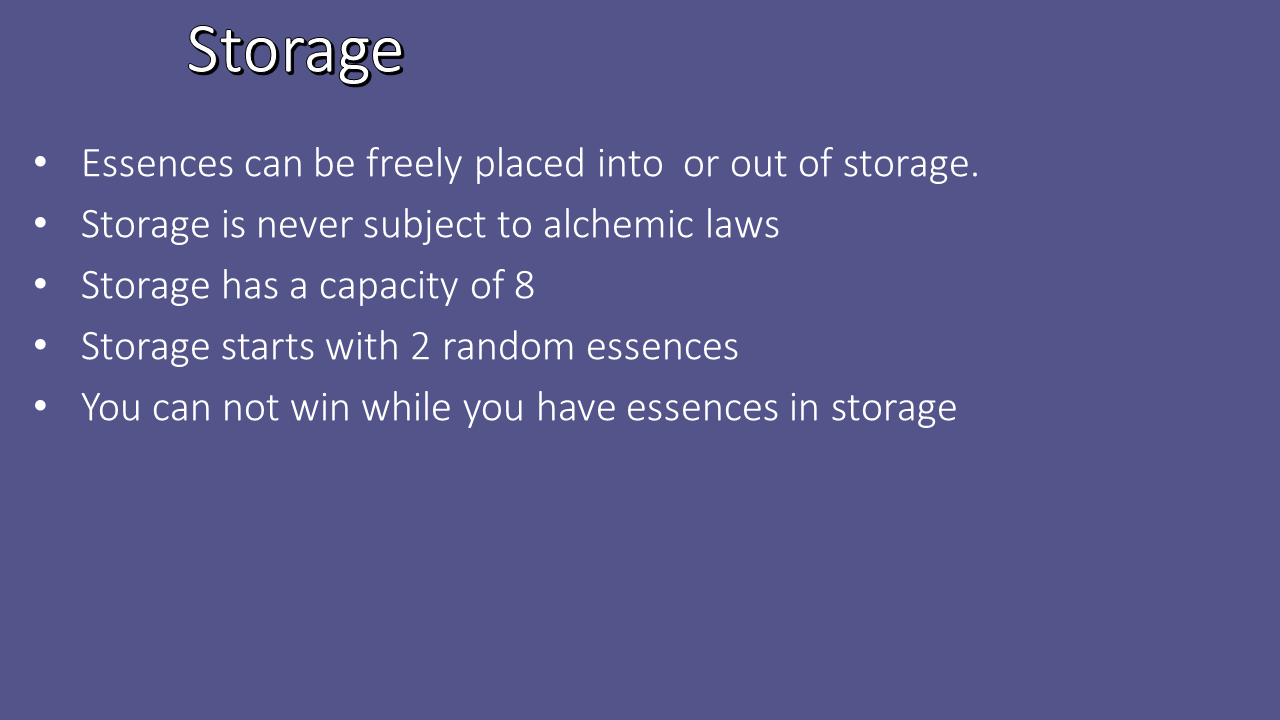 Storage
• Essences can be freely placed into  or out of storage.
• Storage is never subject to alchemic laws
• Storage has a capacity of 8
• Storage starts with 2 random essences
• You can not win while you have essences in storage